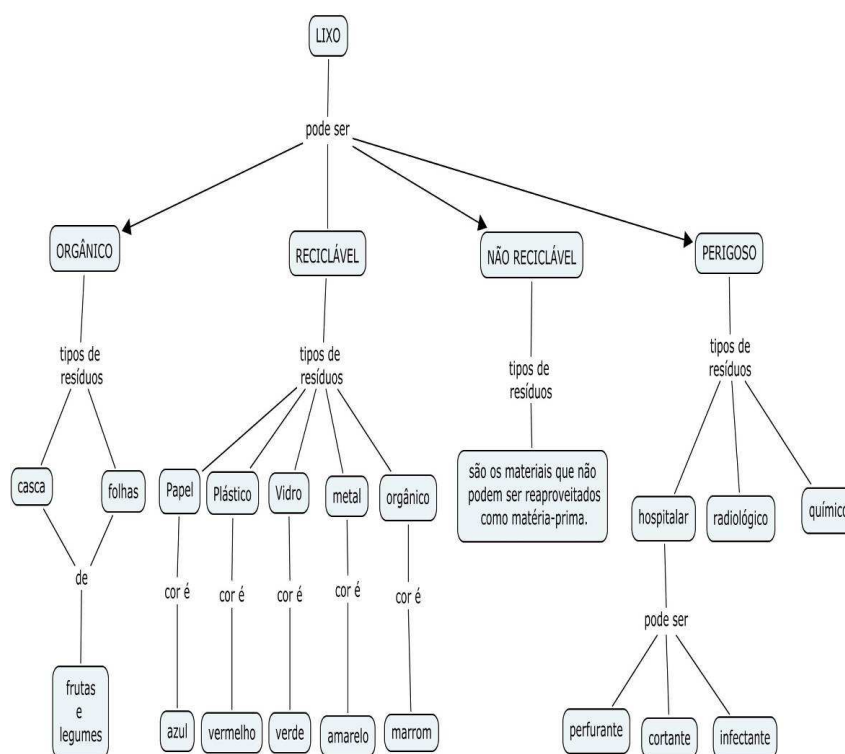 LIXO
pode ser
ORGÂNICO
RECICLÁVEL
NÃO RECICLÁVEL
PERIGOSO
tipos de
resíduos
tipos de
resíduos
tipos de
resíduos
tipos de
resíduos
casca
folhas
Papel
Plástico
Vidro
metal
orgânico
são os materiais que não
podem ser reaproveitados
como matéria-prima.
hospitalar
radiológico
químico
de
cor é
cor é
cor é
cor é
cor é
pode ser
frutas
e
legumes
azul
vermelho
verde
amarelo
marrom
perfurante
cortante
infectante